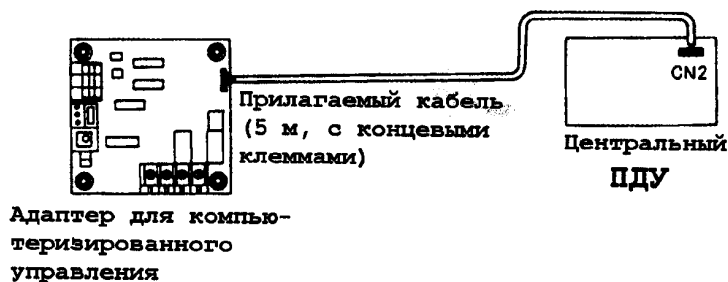 CN2
Прилагаемый кабель
(5 м, с концевыми
клеммами)
Центральный
ПДУ
Адаптер для компью-
теризированного
управления